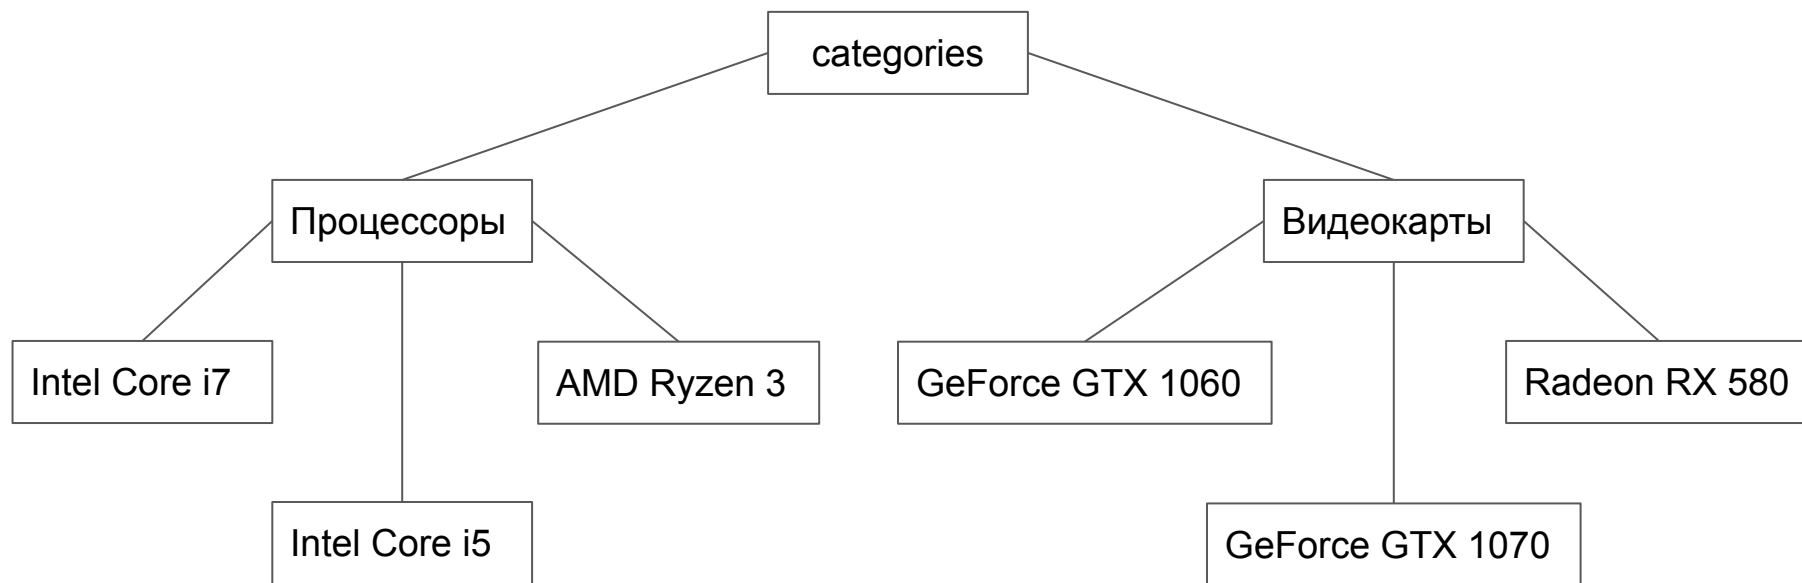 categories
Процессоры
Видеокарты
Intel Core i7
AMD Ryzen 3
GeForce GTX 1060
Radeon RX 580
Intel Core i5
GeForce GTX 1070